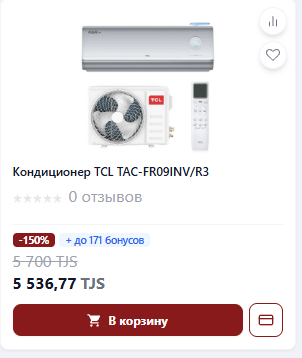 TCL
Кондиционер TCL TAC-FR09INV/R3
0 отзывов
-150%
+ до 171 бонусов
5 700 TJS
5 536,77 TJS
В корзину